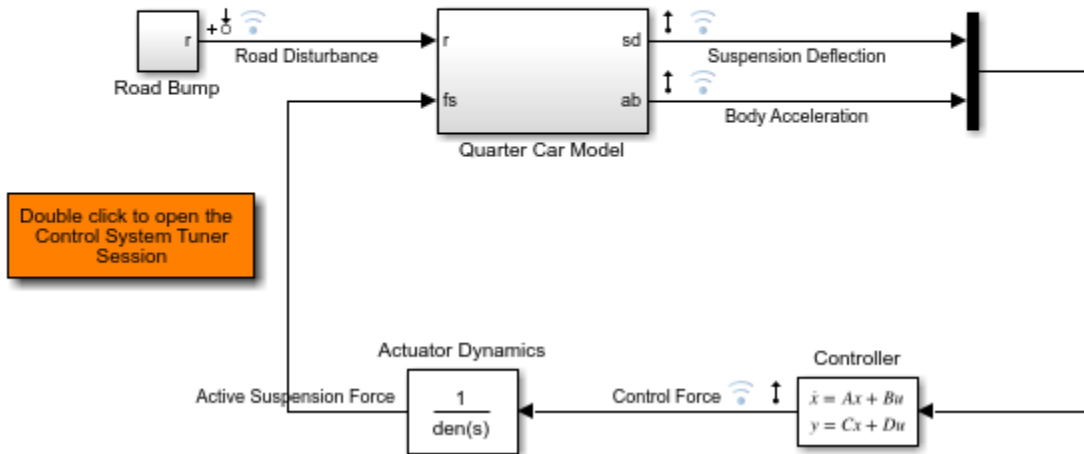 r
Road Bump
Road Disturbance
r
fs
sd
ab
Quarter Car Model
Suspension Deflection
Body Acceleration
Double click to open the
Control System Tuner
Session
Actuator Dynamics
Active Suspension Force
1
den(s)
Control Force
Controller
ẋ = Ax + Bu
y = Cx + Du